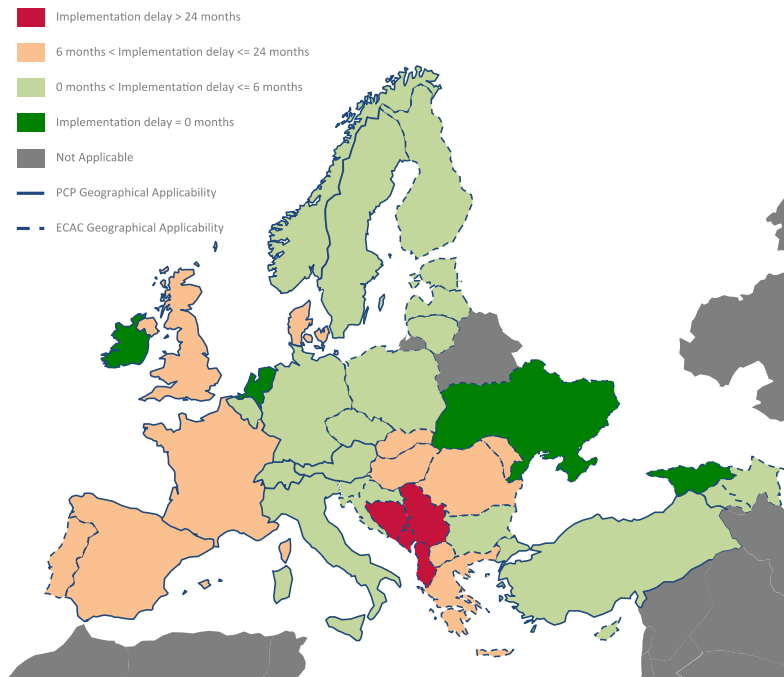 Implementation delay > 24 months
6 months < Implementation delay <= 24 months
0 months < Implementation delay <= 6 months
Implementation delay = 0 months
Not Applicable
PCP Geographical Applicability
ECAC Geographical Applicability